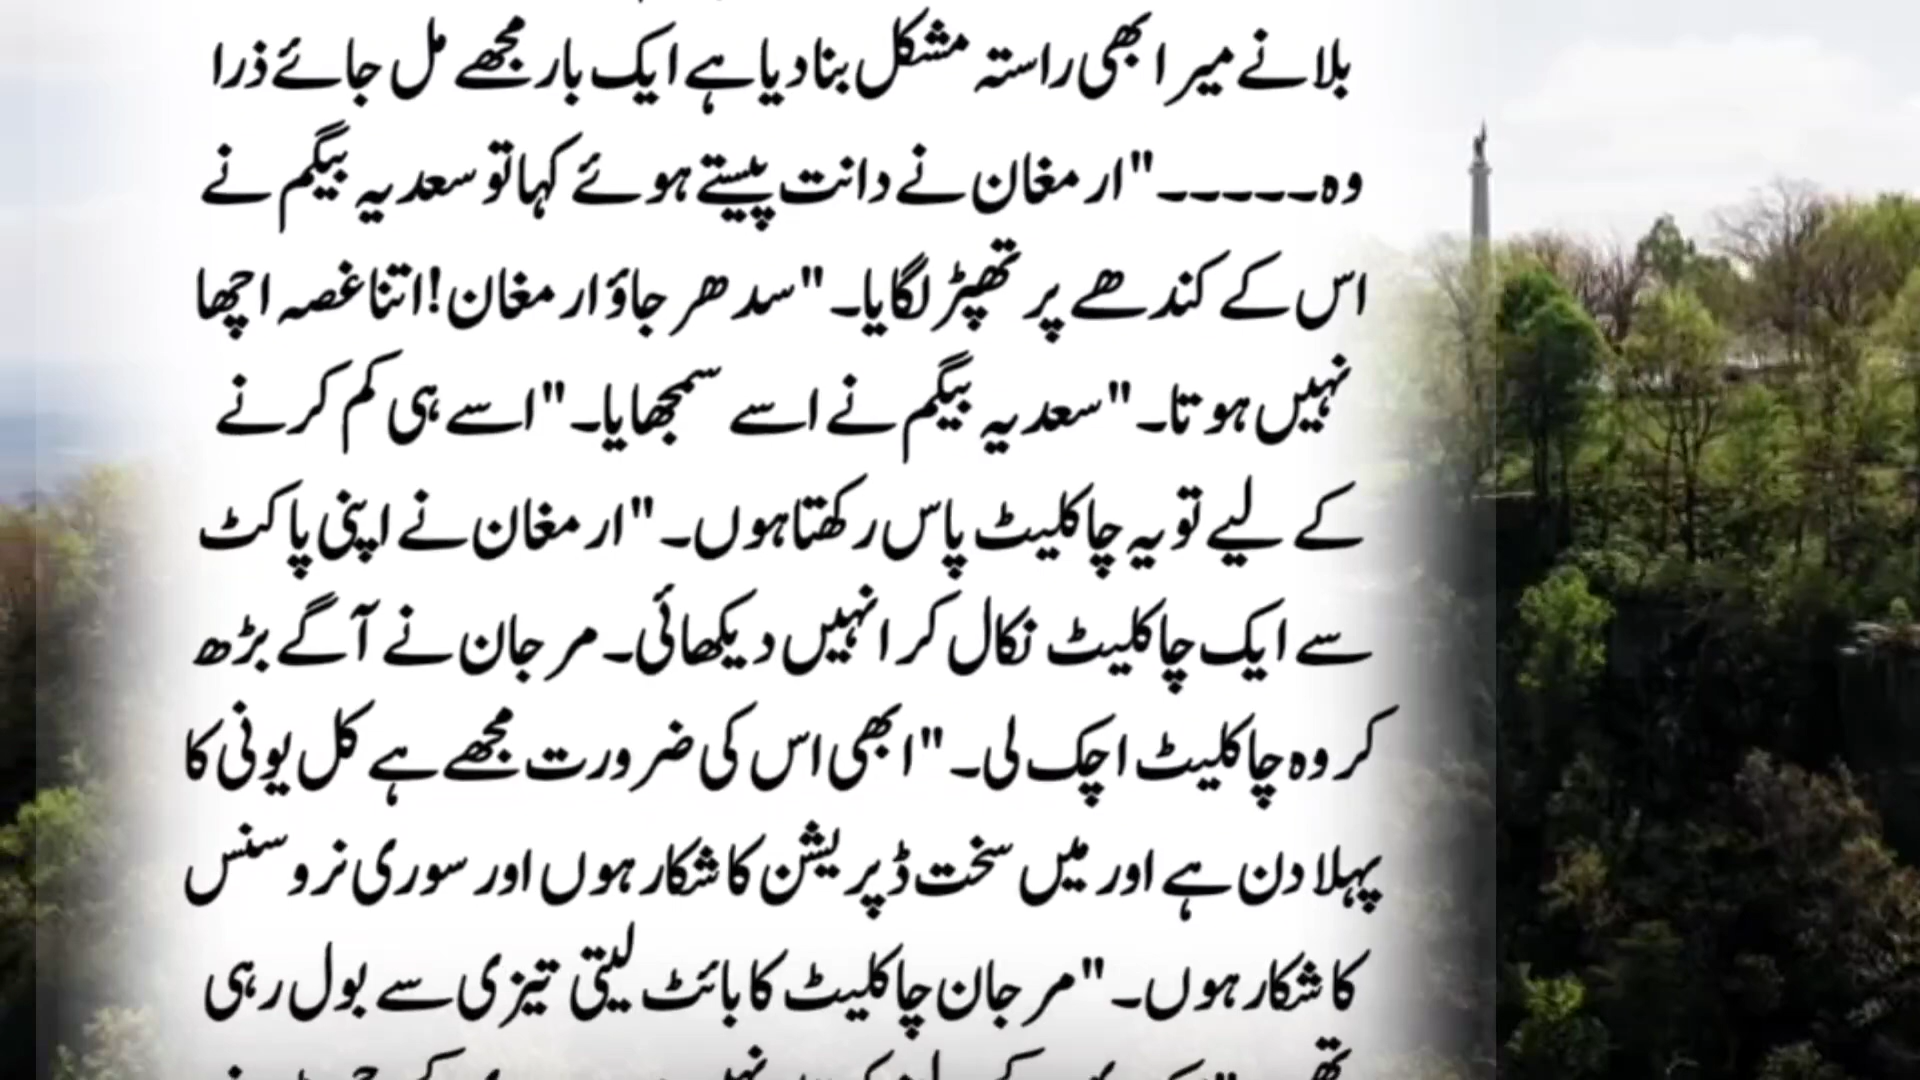 بلا نے میرا بھی راستہ مشکل بنا دیا ہے ایک بار مجھے مل جائے ذرا
وہ۔۔۔۔۔" ارمغان نے دانت پیستے ہوئے کہا تو سعدیہ بیگم نے
اس کے کندھے پر تھپڑ لگایا۔ "سدھر جاؤ ارمغان! اتنا غصہ اچھا
نہیں ہوتا۔" سعدیہ بیگم نے اسے سمجھایا۔ "اسے ہی کم کرنے
کے لیے تو یہ چاکلیٹ پاس رکھتا ہوں۔" ارمغان نے اپنی پاکٹ
سے ایک چاکلیٹ نکال کر انہیں دیکھائی۔ مرجان نے آگے بڑھ
کر وہ چاکلیٹ اچک لی۔ "ابھی اس کی ضرورت مجھے ہے کل یونی کا
پہلا دن ہے اور میں سخت ڈپریشن کا شکار ہوں اور سوری نروسنس
کا شکار ہوں۔" مرجان چاکلیٹ کا بائٹ لیتی تیزی سے بول رہی